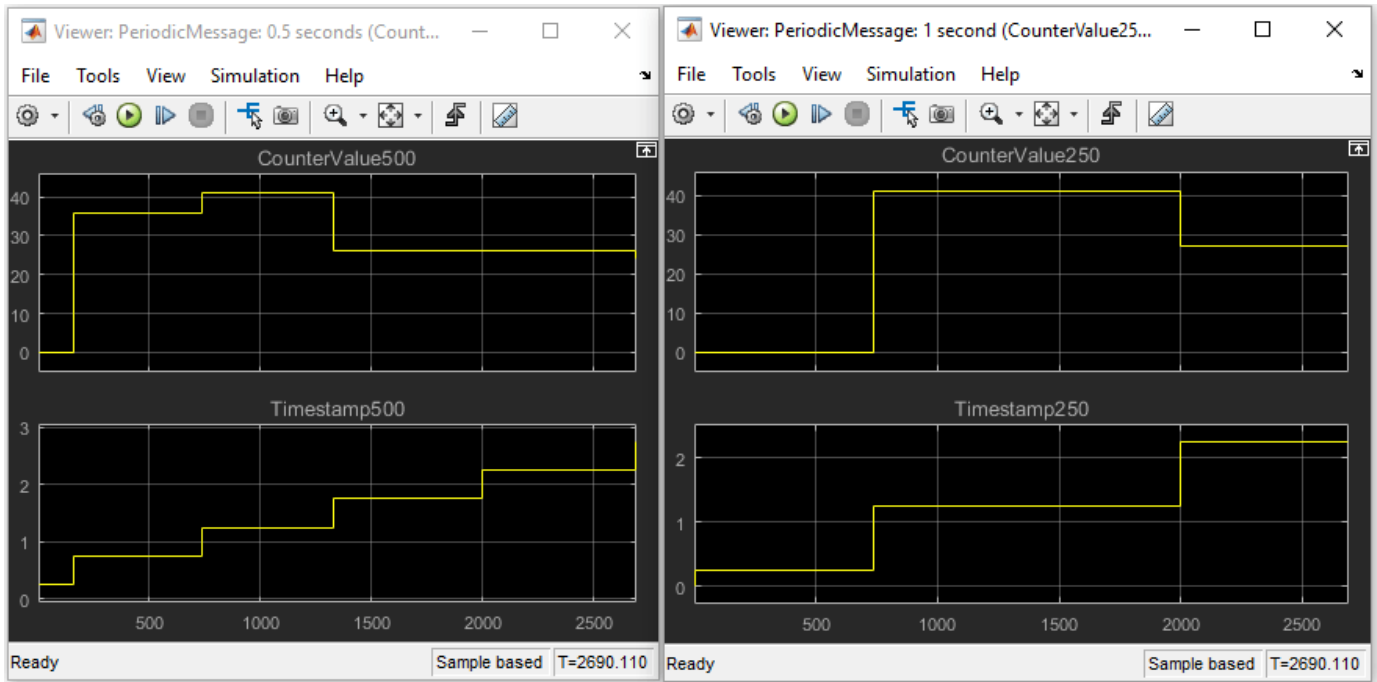 Viewer: PeriodicMessage: 0.5 seconds (Count...
File Tools View Simulation Help
CounterValue500
40
30
20
10
0
Timestamp500
3
2
1
0
500 1000 1500 2000 2500
Ready Sample based T=2690.110
Viewer: PeriodicMessage: 1 second (CounterValue25...
File Tools View Simulation Help
CounterValue250
40
30
20
10
0
Timestamp250
2
1
0
500 1000 1500 2000 2500
Ready Sample based T=2690.110